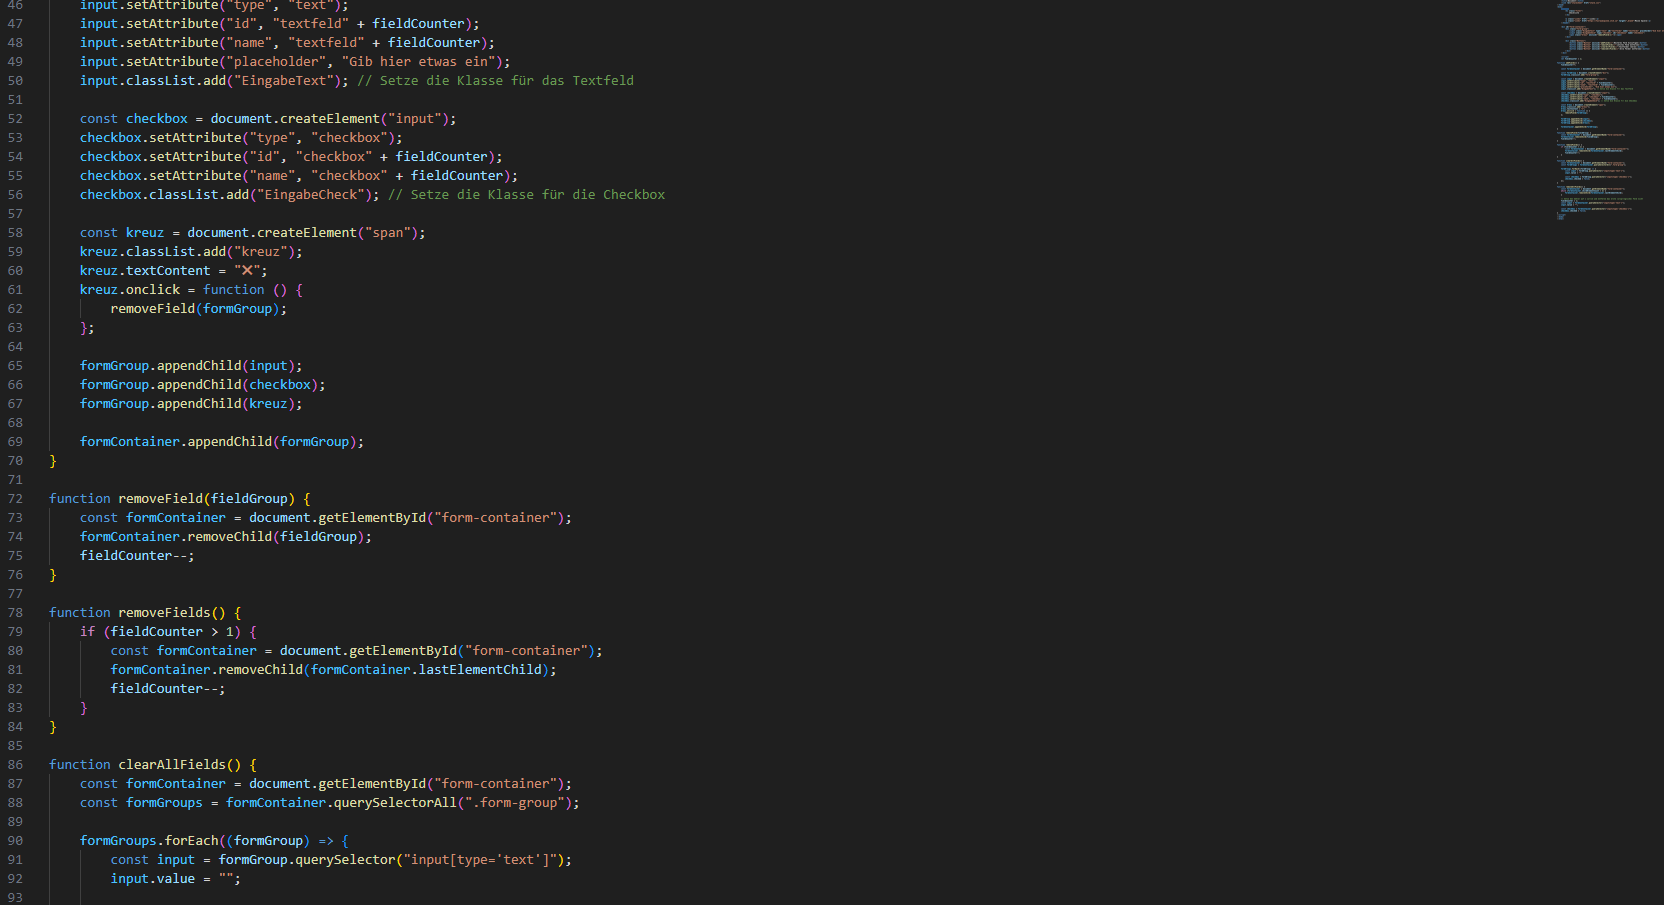 46 input.setAttribute("type", "text");
47 input.setAttribute("id", "textfeld" + fieldCounter);
48 input.setAttribute("name", "textfeld" + fieldCounter);
49 input.setAttribute("placeholder", "Gib hier etwas ein");
50 input.classList.add("EingabeText"); // Setze die Klasse für das Textfeld
51
52 const checkbox = document.createElement("input");
53 checkbox.setAttribute("type", "checkbox");
54 checkbox.setAttribute("id", "checkbox" + fieldCounter);
55 checkbox.setAttribute("name", "checkbox" + fieldCounter);
56 checkbox.classList.add("EingabeCheck"); // Setze die Klasse für die Checkbox
57
58 const kreuz = document.createElement("span");
59 kreuz.classList.add("kreuz");
60 kreuz.textContent = "❌";
61 kreuz.onclick = function () {
62 removeField(formGroup);
63 };
64
65 formGroup.appendChild(input);
66 formGroup.appendChild(checkbox);
67 formGroup.appendChild(kreuz);
68
69 formContainer.appendChild(formGroup);
70 }
71
72 function removeField(fieldGroup) {
73 const formContainer = document.getElementById("form-container");
74 formContainer.removeChild(fieldGroup);
75 fieldCounter--;
76 }
77
78 function removeFields() {
79 if (fieldCounter > 1) {
80 const formContainer = document.getElementById("form-container");
81 formContainer.removeChild(formContainer.lastElementChild);
82 fieldCounter--;
83 }
84 }
85
86 function clearAllFields() {
87 const formContainer = document.getElementById("form-container");
88 const formGroups = formContainer.querySelectorAll(".form-group");
89
90 formGroups.forEach((formGroup) => {
91 const input = formGroup.querySelector("input[type='text']");
92 input.value = "";
93